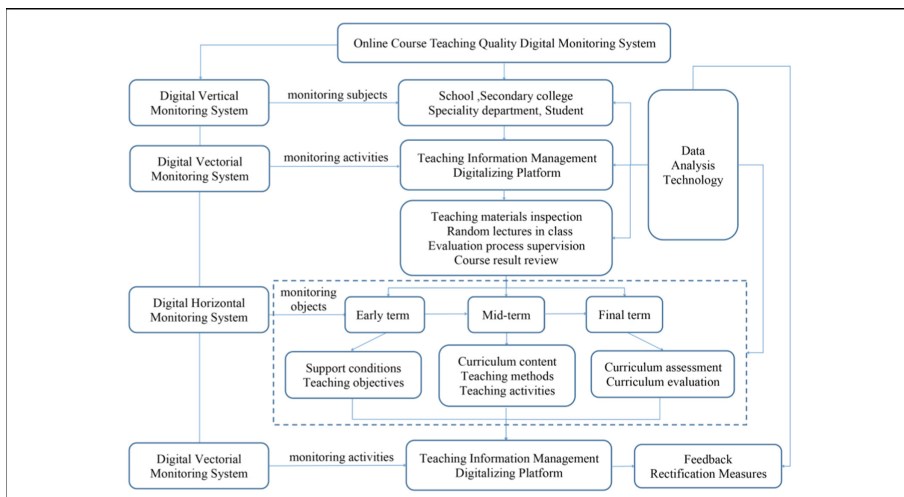 Online Course Teaching Quality Digital Monitoring System
Digital Vertical
Monitoring System
monitoring subjects
School ,Secondary college
Speciality department, Student
Data
Analysis
Technology
Digital Vectorial
Monitoring System
monitoring activities
Teaching Information Management
Digitalizing Platform
Teaching materials inspection
Random lectures in class
Evaluation process supervision
Course result review
Digital Horizontal
Monitoring System
monitoring
objects
Early term
Mid-term
Final term
Support conditions
Teaching objectives
Curriculum content
Teaching methods
Teaching activities
Curriculum assessment
Curriculum evaluation
Digital Vectorial
Monitoring System
monitoring activities
Teaching Information Management
Digitalizing Platform
Feedback
Rectification Measures